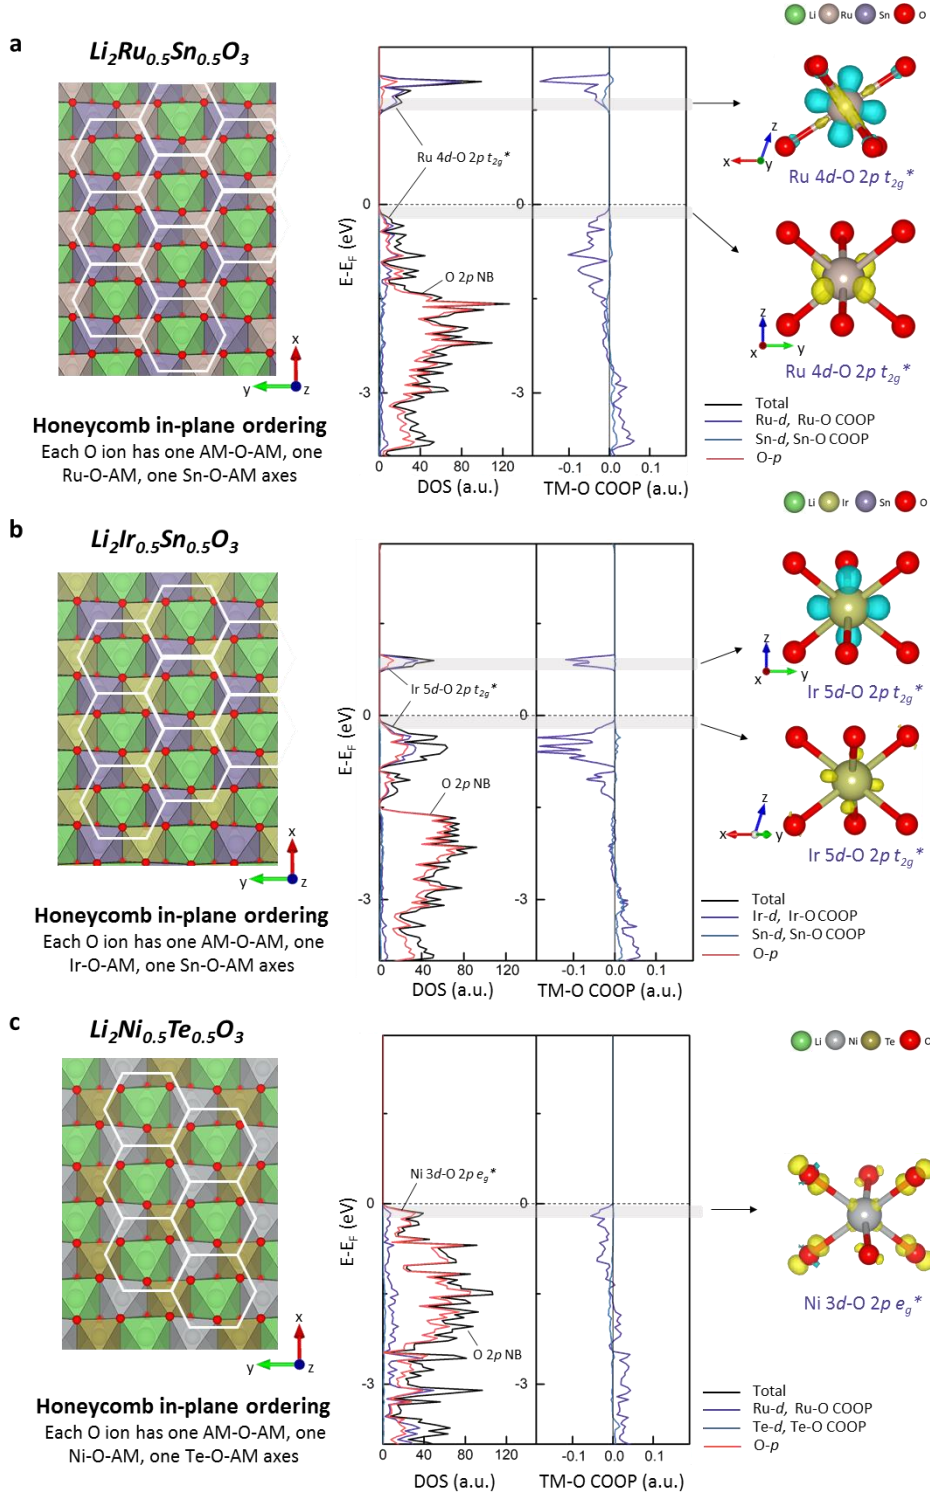 Li Ru Sn O
a
Li2Ru0.5Sn0.5O3
Ru 4d-O 2p t2g*
O 2p NB
0
-3
E-EF (eV)
0 40 80 120
DOS (a.u.)
-0.1 0.0 0.1
TM-O COOP (a.u.)
z
x y
Ru 4d-O 2p t2g*
z
x y
Ru 4d-O 2p t2g*
Total
Ru-d, Ru-O COOP
Sn-d, Sn-O COOP
O-p
x
y z
Honeycomb in-plane ordering
Each O ion has one AM-O-AM, one
Ru-O-AM, one Sn-O-AM axes
Li Ir Sn O
b
Li2Ir0.5Sn0.5O3
Ir 5d-O 2p t2g*
O 2p NB
0
-3
E-EF (eV)
0 40 80 120
DOS (a.u.)
-0.1 0.0 0.1
TM-O COOP (a.u.)
z
x y
Ir 5d-O 2p t2g*
z
x y
Ir 5d-O 2p t2g*
Total
Ir-d, Ir-O COOP
Sn-d, Sn-O COOP
O-p
x
y z
Honeycomb in-plane ordering
Each O ion has one AM-O-AM, one
Ir-O-AM, one Sn-O-AM axes
c
Li2Ni0.5Te0.5O3
Li Ni Te O
Ni 3d-O 2p eg*
O 2p NB
0
-3
E-EF (eV)
0 40 80 120
DOS (a.u.)
-0.1 0.0 0.1
TM-O COOP (a.u.)
Ni 3d-O 2p eg*
Total
Ru-d, Ru-O COOP
Te-d, Te-O COOP
O-p
x
y z
Honeycomb in-plane ordering
Each O ion has one AM-O-AM, one
Ni-O-AM, one Te-O-AM axes